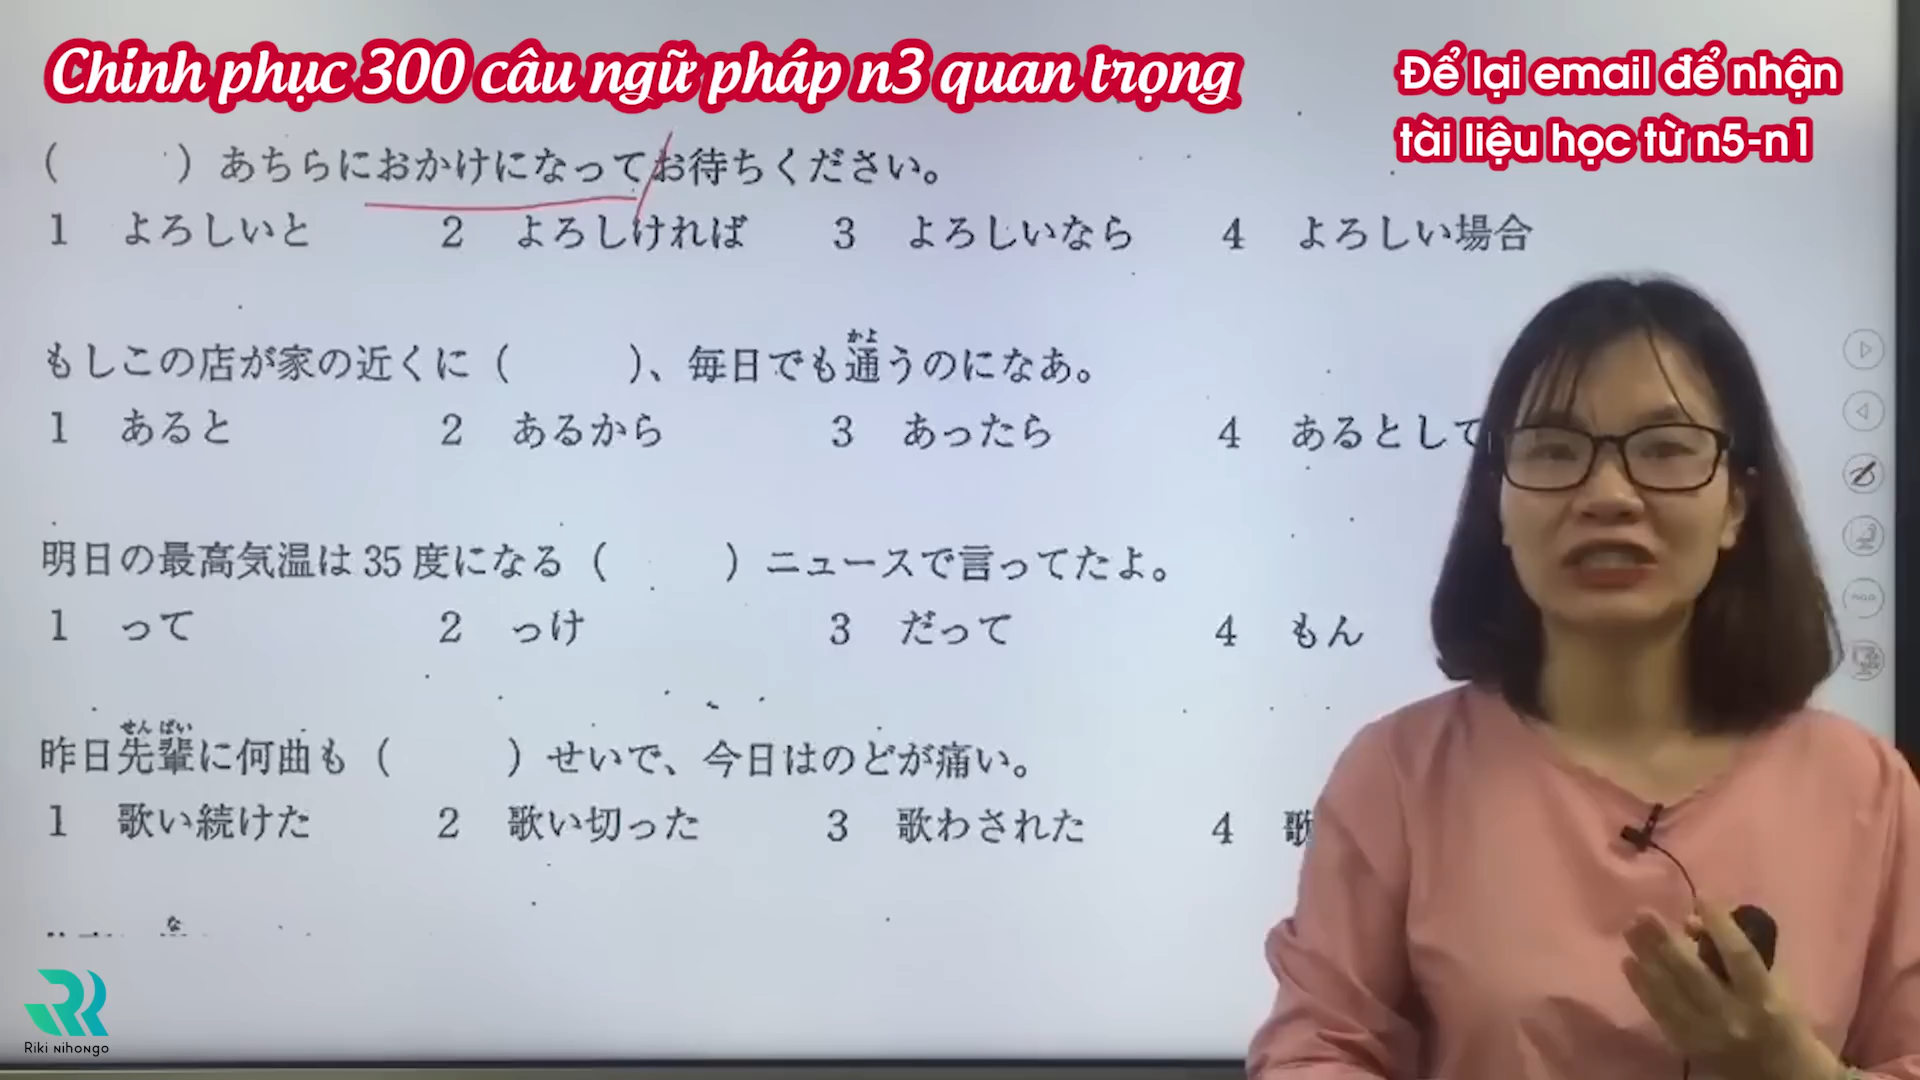 Chinh phục 300 câu ngữ pháp n3 quan trọng
Để lại email để nhận
tài liệu học từ n5-n1
（　　　）あちらにおかけになってお待ちください。
1 よろしいと 2 よろしければ 3 よろしいなら 4 よろしい場合
かよ
もしこの店が家の近くに（　　　）、毎日でも通うのになあ。
1 あると 2 あるから 3 あったら 4 あるとして
明日の最高気温は35度になる（　　　）ニュースで言ってたよ。
1 って 2 っけ 3 だって 4 もん
せんぱい
昨日先輩に何曲も（　　　）せいで、今日はのどが痛い。
1 歌い続けた 2 歌い切った 3 歌わされた 4 歌
な
Riki Nihongo